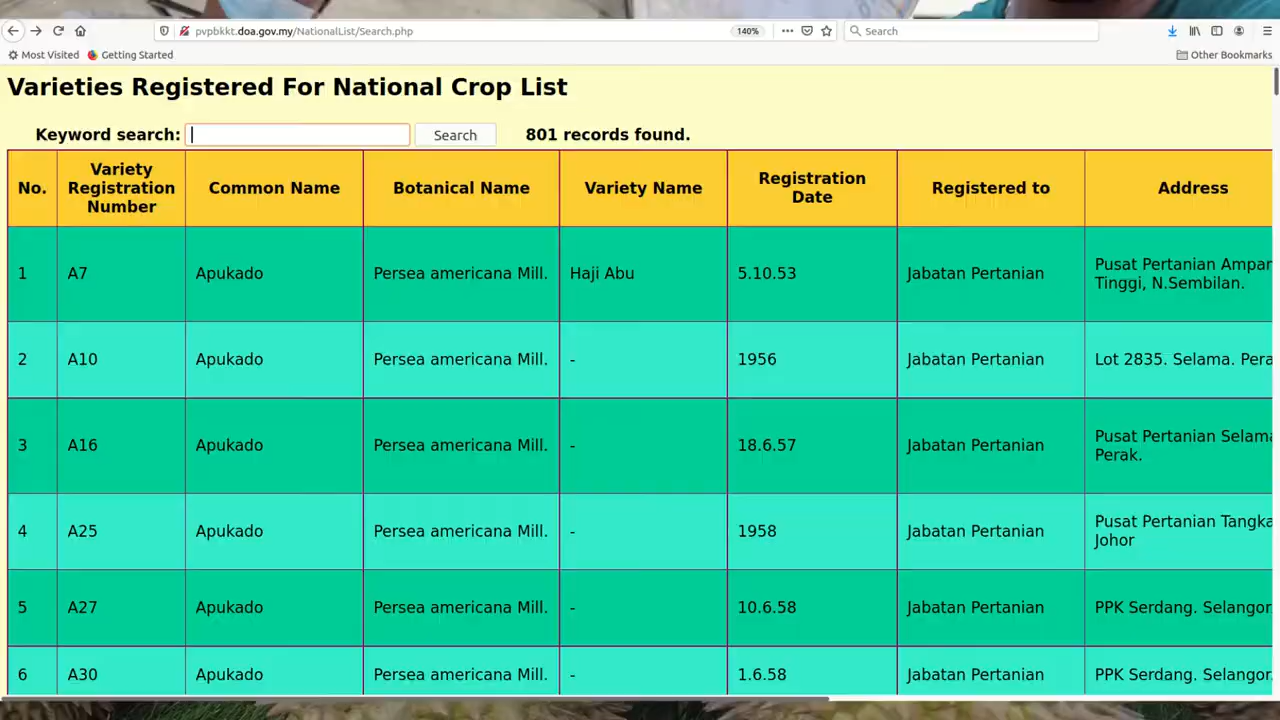 pvpbkkt.doa.gov.my/NationalList/Search.php
140%
Search
Most Visited
Getting Started
Other Bookmarks
Varieties Registered For National Crop List
Keyword search:
Search
801 records found.
No. Variety Registration Number Common Name Botanical Name Variety Name Registration Date Registered to Address
1 A7 Apukado Persea americana Mill. Haji Abu 5.10.53 Jabatan Pertanian Pusat Pertanian Ampar
Tinggi, N.Sembilan.
2 A10 Apukado Persea americana Mill. - 1956 Jabatan Pertanian Lot 2835. Selama. Pera
3 A16 Apukado Persea americana Mill. - 18.6.57 Jabatan Pertanian Pusat Pertanian Selama
Perak.
4 A25 Apukado Persea americana Mill. - 1958 Jabatan Pertanian Pusat Pertanian Tangka
Johor
5 A27 Apukado Persea americana Mill. - 10.6.58 Jabatan Pertanian PPK Serdang. Selangor.
6 A30 Apukado Persea americana Mill. - 1.6.58 Jabatan Pertanian PPK Serdang. Selangor.